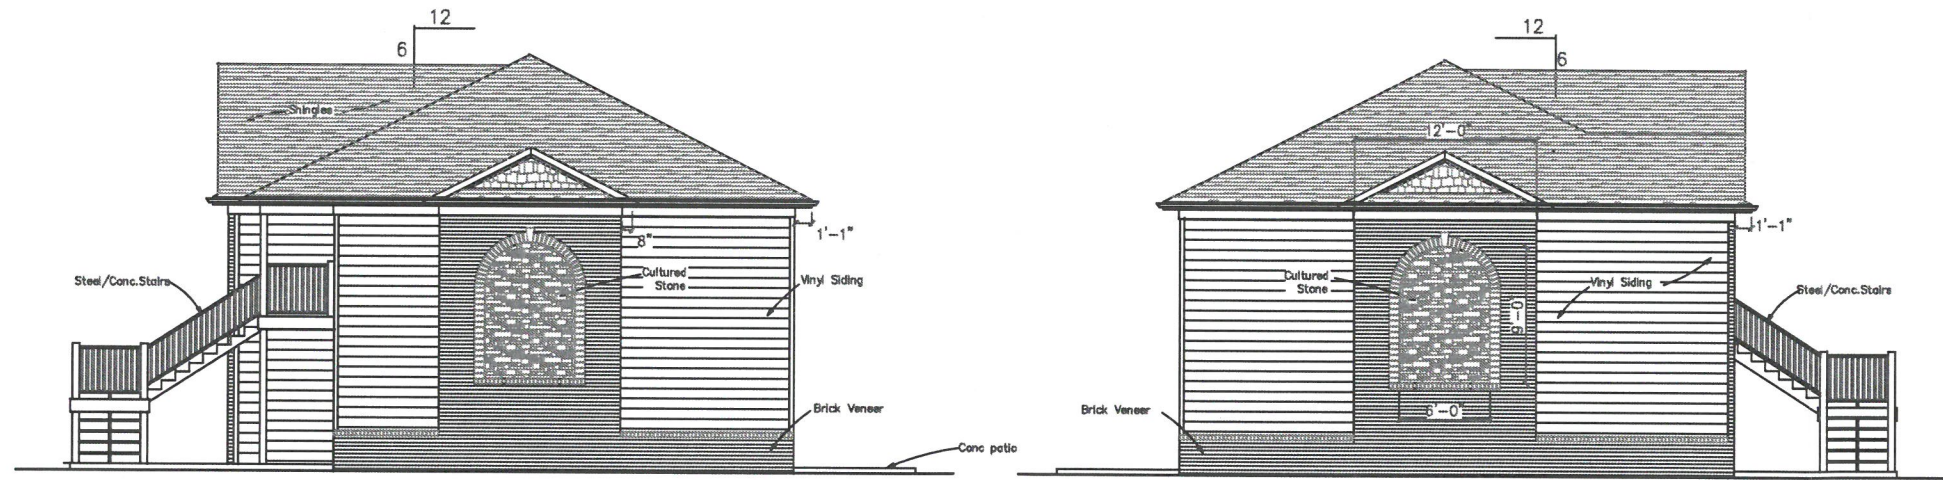 12
6
Shingles
8"
1'-1"
Steel/Conc.Stairs
Cultured
Stone
Vinyl Siding
Brick Veneer
Conc patio
12
6
12'-0"
1'-1"
Cultured
Stone
Vinyl Siding
Steel/Conc.Stairs
9'-0
6'-0"
Brick Veneer